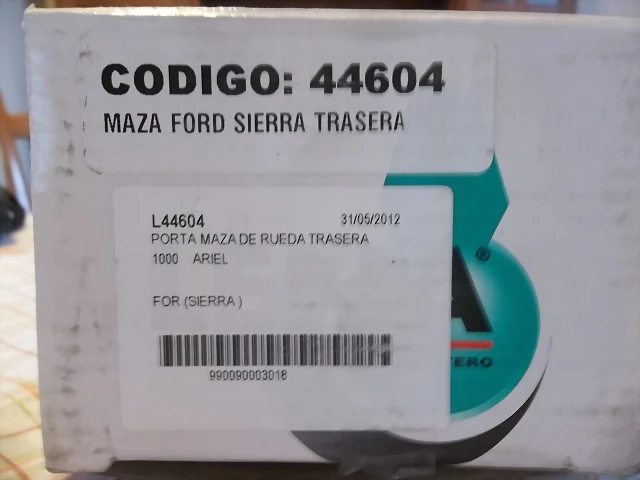 CODIGO: 44604
MAZA FORD SIERRA TRASERA
L44604 31/05/2012
PORTA MAZA DE RUEDA TRASERA
1000 ARIEL
FOR (SIERRA )
990090003018
®